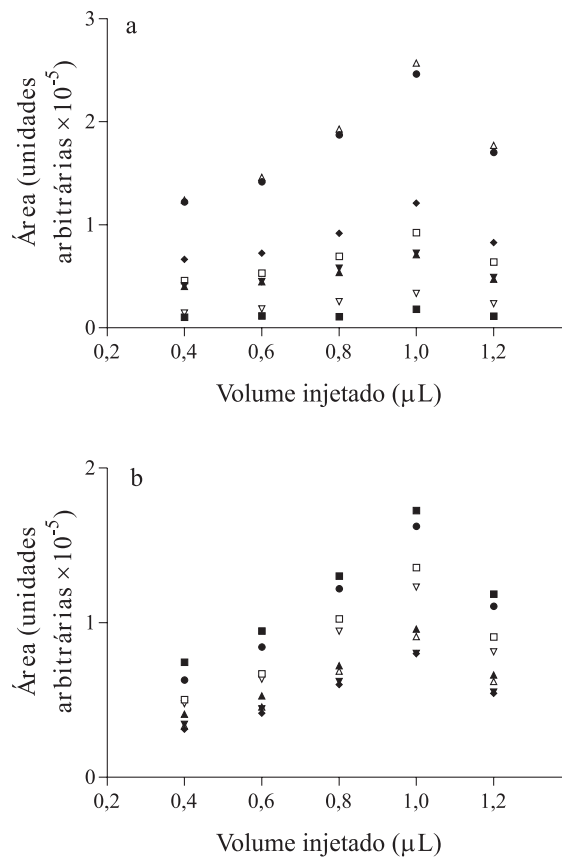 a
3
2
1
0
Área (unidades
arbitrárias ×10⁻⁵)
0,2 0,4 0,6 0,8 1,0 1,2
Volume injetado (μL)
b
2
1
0
Área (unidades
arbitrárias ×10⁻⁵)
0,2 0,4 0,6 0,8 1,0 1,2
Volume injetado (μL)